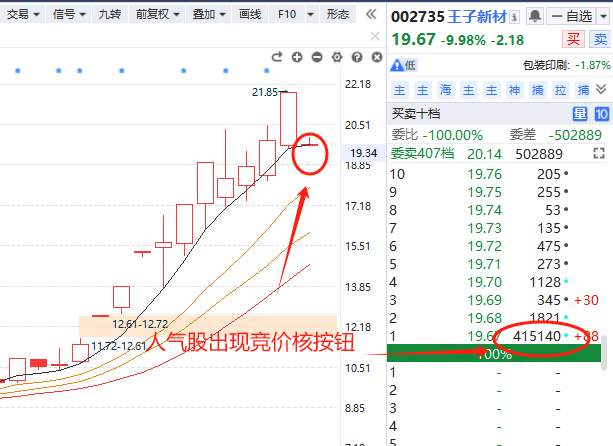 交易 信号 九转 前复权 叠加 画线 F10 形态
002735 王子新材
一自选
19.67 -9.98% -2.18
买 卖
低 包装印刷: -1.87%
主 主 海 主 主 神 捕 拉 捕
买卖十档 量 10
委比 -100.00% 委差 -502889
委卖407档 20.14 502889
10 19.76 205
9 19.75 255
8 19.74 53
7 19.73 135
6 19.72 475
5 19.71 273
4 19.70 1128
3 19.69 345 +30
2 19.68 1821
1 19.67 415140 +88
100%
1
2
3
4
5
22.18
21.85
20.51
19.34
18.85
17.18
15.51
13.85
12.18
10.51
8.85
12.61-12.72
11.72-12.61
人气股出现竞价核按钮